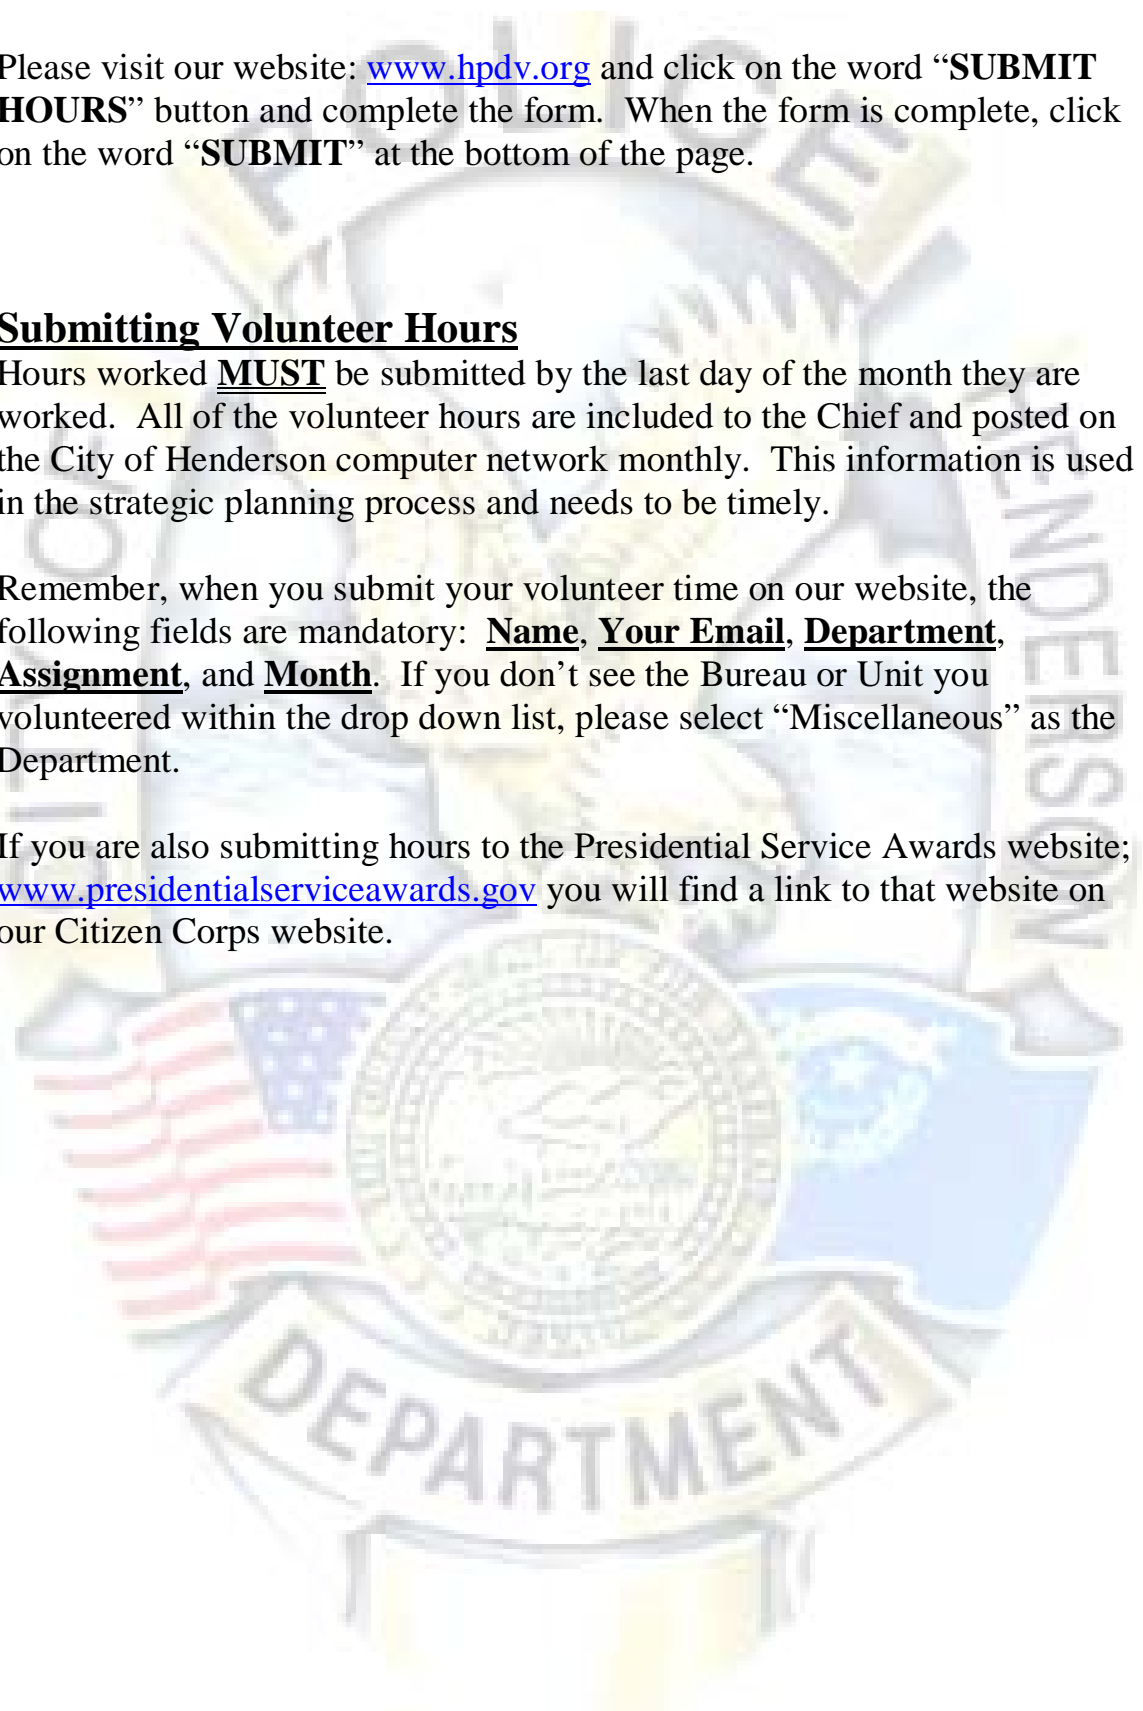 Please visit our website: www.hpdv.org and click on the word “SUBMIT
HOURS” button and complete the form.  When the form is complete, click
on the word “SUBMIT” at the bottom of the page.
Submitting Volunteer Hours
Hours worked MUST be submitted by the last day of the month they are
worked.  All of the volunteer hours are included to the Chief and posted on
the City of Henderson computer network monthly.  This information is used
in the strategic planning process and needs to be timely.
Remember, when you submit your volunteer time on our website, the
following fields are mandatory:  Name, Your Email, Department,
Assignment, and Month.  If you don’t see the Bureau or Unit you
volunteered within the drop down list, please select “Miscellaneous” as the
Department.
If you are also submitting hours to the Presidential Service Awards website;
www.presidentialserviceawards.gov you will find a link to that website on
our Citizen Corps website.
POLICE
CITY OF
HENDERSON
DEPARTMENT